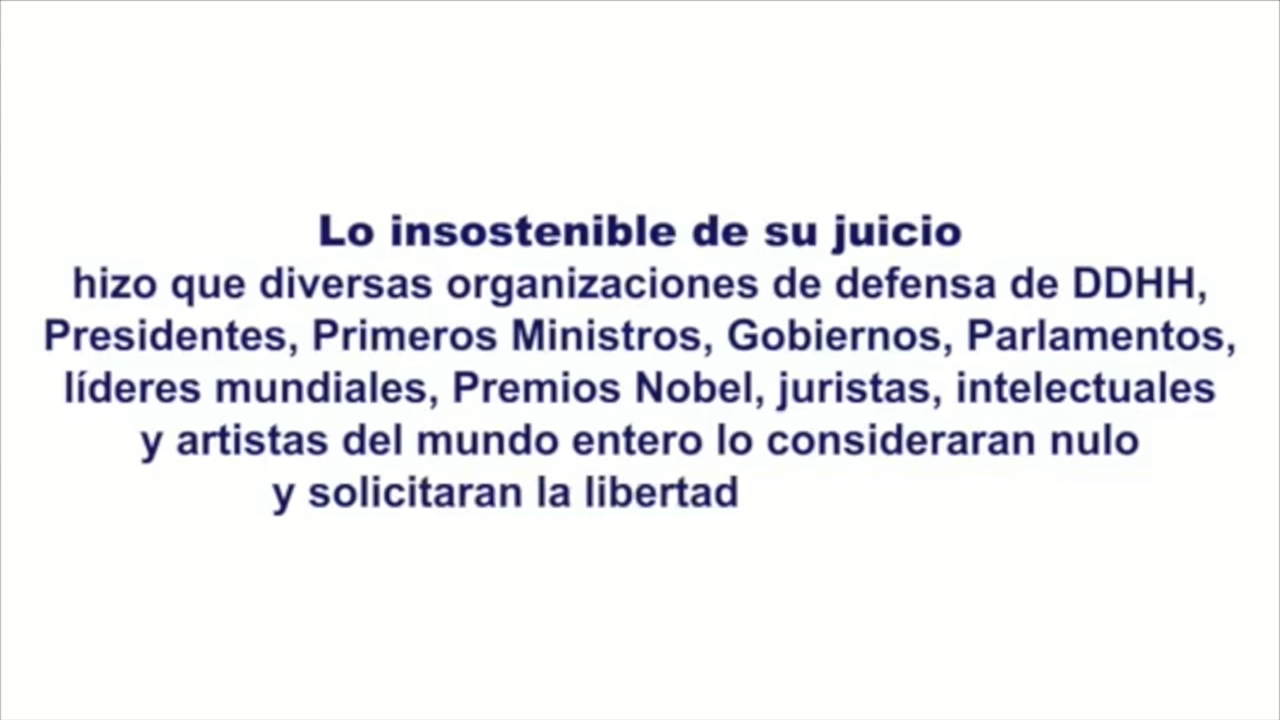 Lo insostenible de su juicio
hizo que diversas organizaciones de defensa de DDHH,
Presidentes, Primeros Ministros, Gobiernos, Parlamentos,
líderes mundiales, Premios Nobel, juristas, intelectuales
y artistas del mundo entero lo consideraran nulo
y solicitaran la libertad